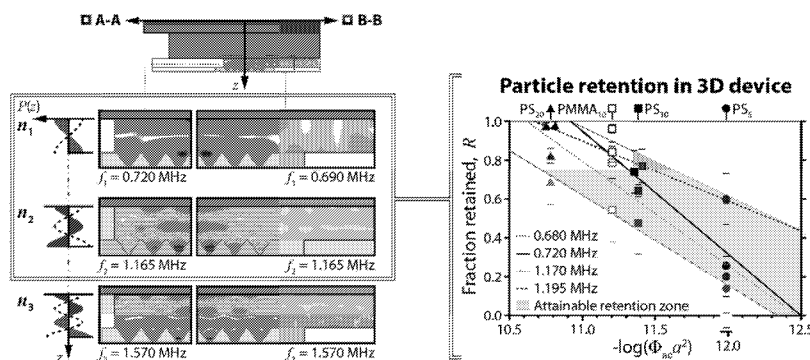 A-A
B-B
z
P(z)
n₁
f₁ = 0.720 MHz
f₁ = 0.690 MHz
n₂
f₂ = 1.165 MHz
f₂ = 1.165 MHz
n₃
f₃ = 1.570 MHz
f₃ = 1.570 MHz
z
Particle retention in 3D device
PS₂₀ PMMA₁₀ PS₁₀ PS₅
1.0
0.8
0.6
0.4
0.2
0.0
Fraction retained, R
0.680 MHz
0.720 MHz
1.170 MHz
1.195 MHz
Attainable retention zone
10.5 11.0 11.5 12.0 12.5
-log(Φac a²)